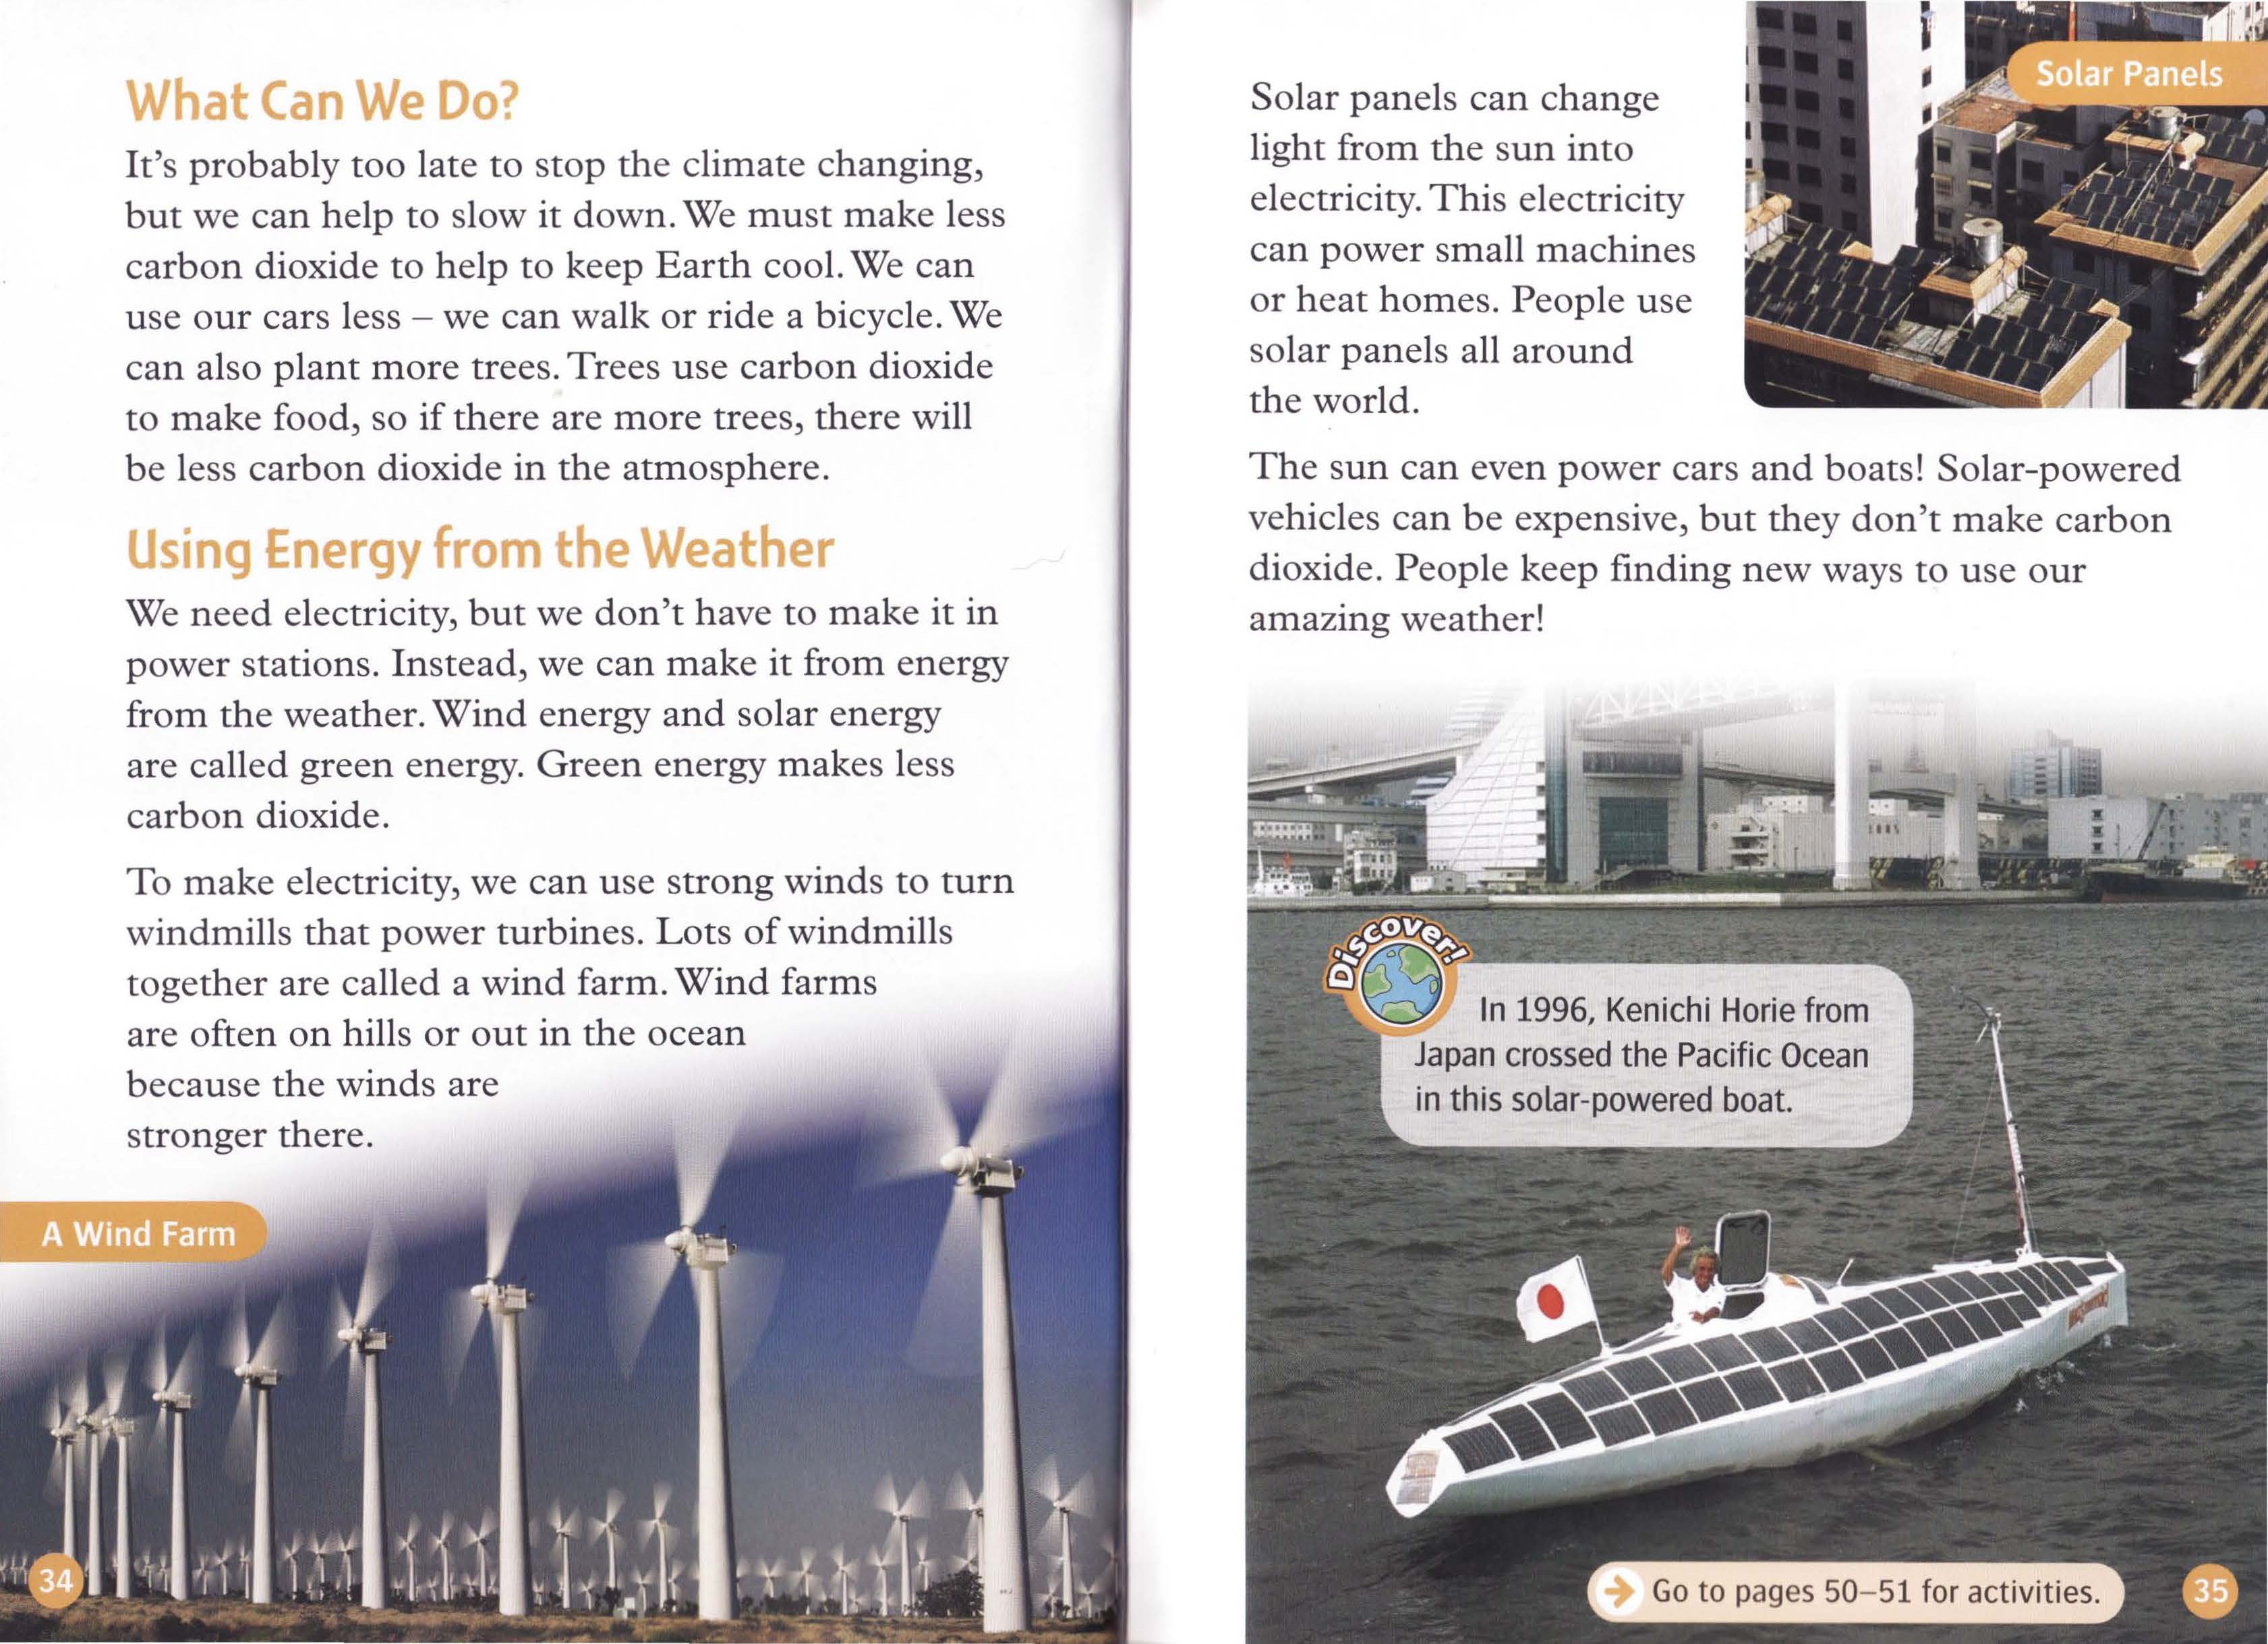 What Can We Do?
It's probably too late to stop the climate changing,
but we can help to slow it down. We must make less
carbon dioxide to help to keep Earth cool. We can
use our cars less – we can walk or ride a bicycle. We
can also plant more trees. Trees use carbon dioxide
to make food, so if there are more trees, there will
be less carbon dioxide in the atmosphere.
Using Energy from the Weather
We need electricity, but we don't have to make it in
power stations. Instead, we can make it from energy
from the weather. Wind energy and solar energy
are called green energy. Green energy makes less
carbon dioxide.
To make electricity, we can use strong winds to turn
windmills that power turbines. Lots of windmills
together are called a wind farm. Wind farms
are often on hills or out in the ocean
because the winds are
stronger there.
A Wind Farm
34
Solar panels can change
light from the sun into
electricity. This electricity
can power small machines
or heat homes. People use
solar panels all around
the world.
Solar Panels
The sun can even power cars and boats! Solar-powered
vehicles can be expensive, but they don't make carbon
dioxide. People keep finding new ways to use our
amazing weather!
Discover!
In 1996, Kenichi Horie from
Japan crossed the Pacific Ocean
in this solar-powered boat.
Go to pages 50–51 for activities.
35